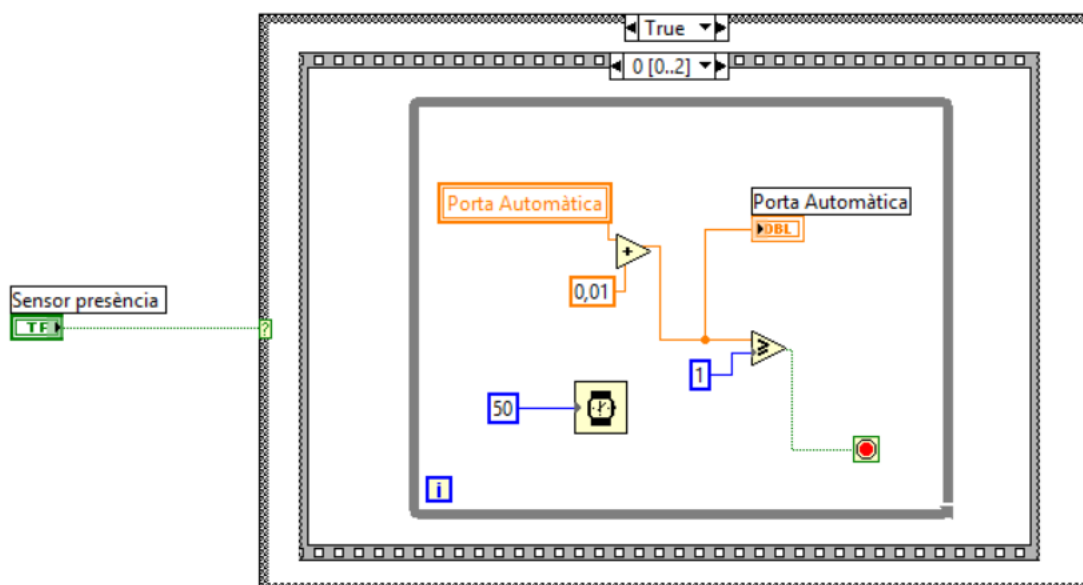 True
0 [0..2]
Porta Automàtica
Porta Automàtica
DBL
+
0,01
Sensor presència
TF
?
≥
1
50
i